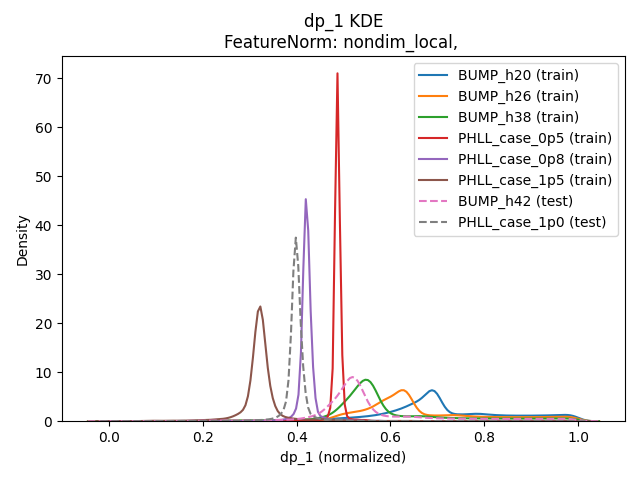 dp_1 KDE
FeatureNorm: nondim_local,
BUMP_h20 (train)
BUMP_h26 (train)
BUMP_h38 (train)
PHLL_case_0p5 (train)
PHLL_case_0p8 (train)
PHLL_case_1p5 (train)
BUMP_h42 (test)
PHLL_case_1p0 (test)
Density
70
60
50
40
30
20
10
0
0.0 0.2 0.4 0.6 0.8 1.0
dp_1 (normalized)